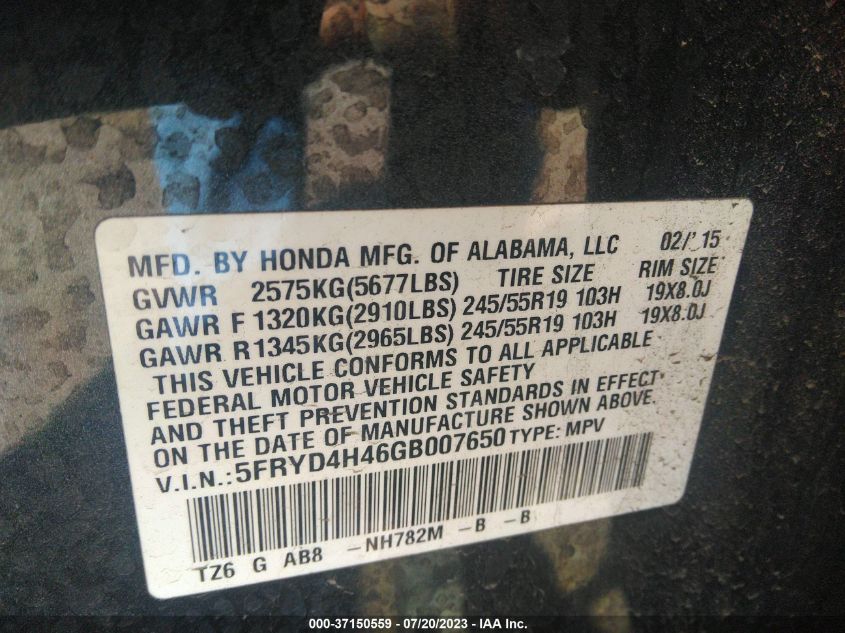 MFD. BY HONDA MFG. OF ALABAMA, LLC 02/'15
GVWR 2575KG(5677LBS) TIRE SIZE RIM SIZE
GAWR F 1320KG(2910LBS) 245/55R19 103H 19X8.0J
GAWR R 1345KG(2965LBS) 245/55R19 103H 19X8.0J
THIS VEHICLE CONFORMS TO ALL APPLICABLE
FEDERAL MOTOR VEHICLE SAFETY
AND THEFT PREVENTION STANDARDS IN EFFECT
ON THE DATE OF MANUFACTURE SHOWN ABOVE.
V.I.N.:5FRYD4H46GB007650 TYPE: MPV
TZ6 G AB8 -NH782M -B -B
000-37150559 / 07/20/2023 - IAA Inc.